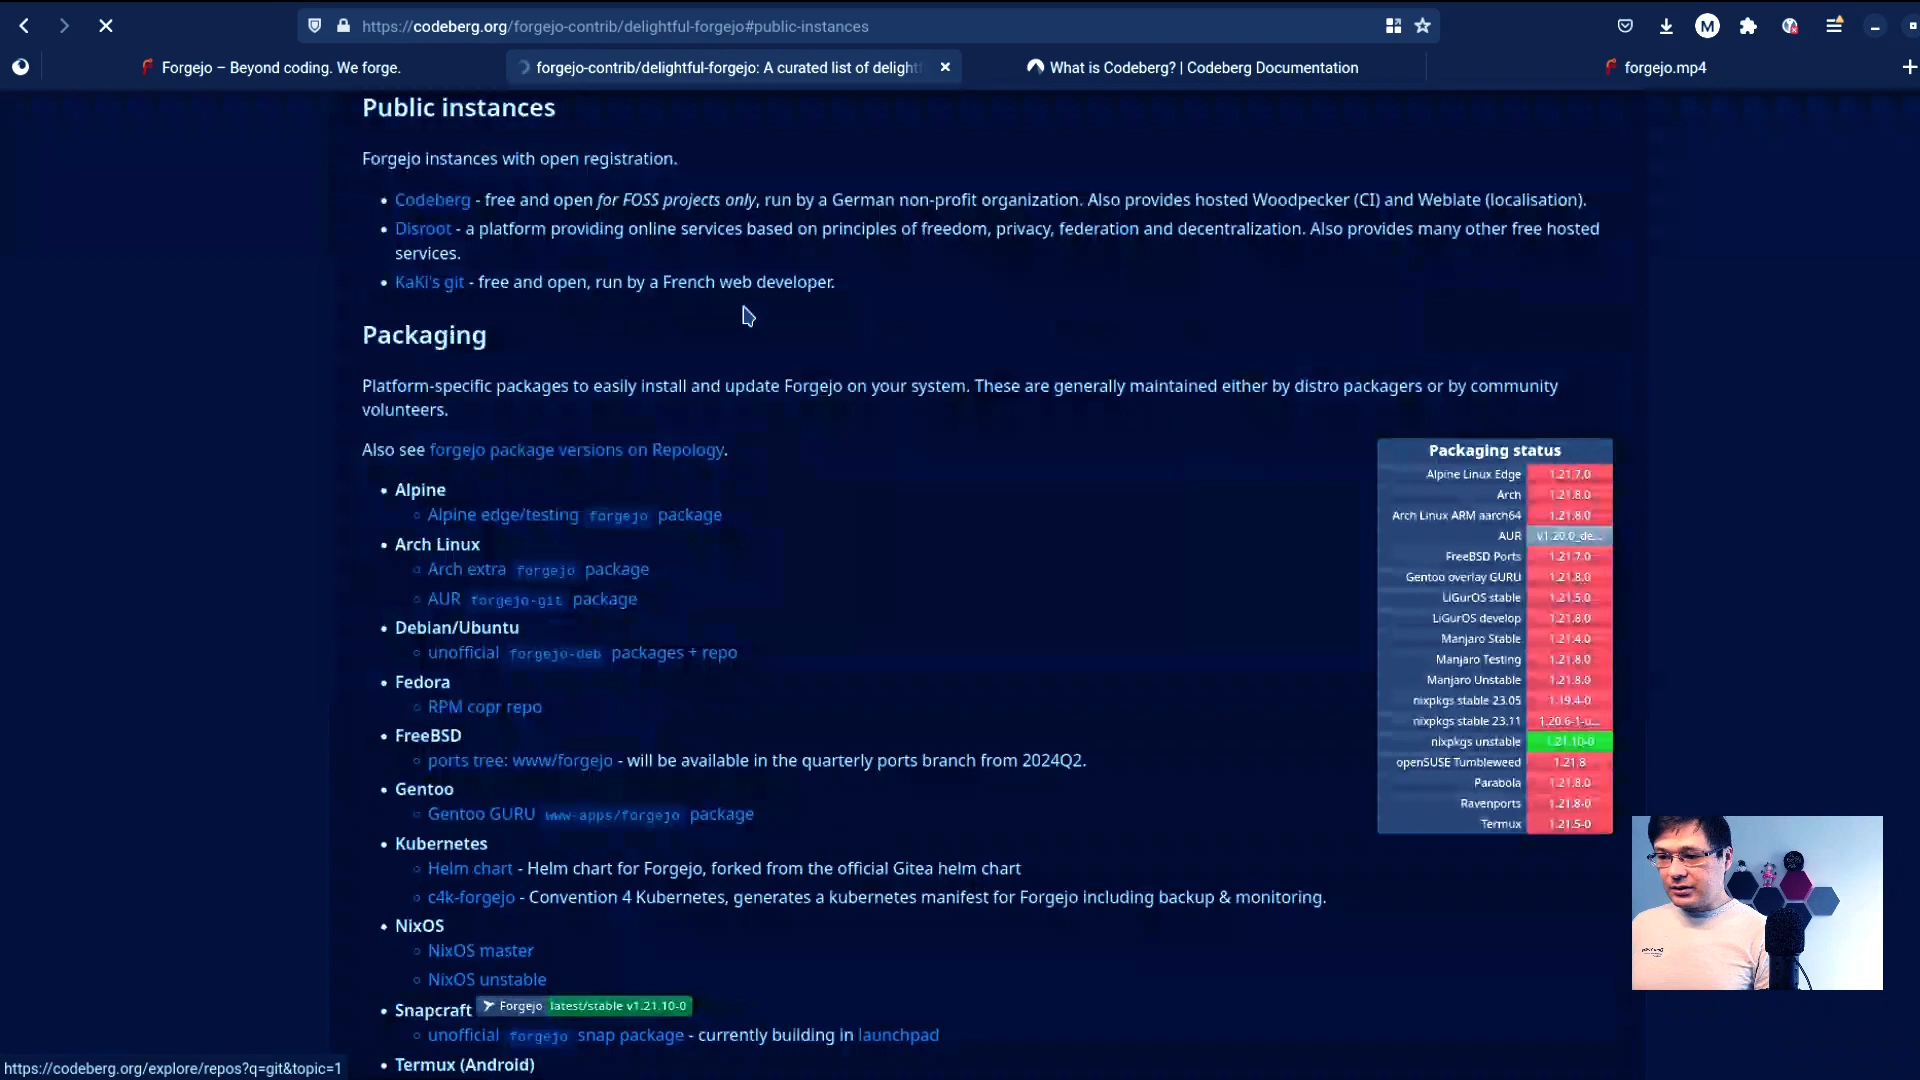 https://codeberg.org/forgejo-contrib/delightful-forgejo#public-instances
M
Forgejo – Beyond coding. We forge.
forgejo-contrib/delightful-forgejo: A curated list of delightf
What is Codeberg? | Codeberg Documentation
forgejo.mp4
Public instances
Forgejo instances with open registration.
Codeberg - free and open for FOSS projects only, run by a German non-profit organization. Also provides hosted Woodpecker (CI) and Weblate (localisation).
Disroot - a platform providing online services based on principles of freedom, privacy, federation and decentralization. Also provides many other free hosted
services.
KaKi's git - free and open, run by a French web developer.
Packaging
Platform-specific packages to easily install and update Forgejo on your system. These are generally maintained either by distro packagers or by community
volunteers.
Also see forgejo package versions on Repology.
Alpine
Alpine edge/testing forgejo package
Arch Linux
Arch extra forgejo package
AUR forgejo-git package
Debian/Ubuntu
unofficial forgejo-deb packages + repo
Fedora
RPM copr repo
FreeBSD
ports tree: www/forgejo - will be available in the quarterly ports branch from 2024Q2.
Gentoo
Gentoo GURU www-apps/forgejo package
Kubernetes
Helm chart - Helm chart for Forgejo, forked from the official Gitea helm chart
c4k-forgejo - Convention 4 Kubernetes, generates a kubernetes manifest for Forgejo including backup & monitoring.
NixOS
NixOS master
NixOS unstable
Snapcraft Forgejo latest/stable v1.21.10-0
unofficial forgejo snap package - currently building in launchpad
Termux (Android)
Packaging status
Alpine Linux Edge 1.21.7.0
Arch 1.21.8.0
Arch Linux ARM aarch64 1.21.8.0
AUR v1.20.0_de...
FreeBSD Ports 1.21.7.0
Gentoo overlay GURU 1.21.8.0
LiGurOS stable 1.21.5.0
LiGurOS develop 1.21.8.0
Manjaro Stable 1.21.4.0
Manjaro Testing 1.21.8.0
Manjaro Unstable 1.21.8.0
nixpkgs stable 23.05 1.19.4-0
nixpkgs stable 23.11 1.20.6-1-u...
nixpkgs unstable 1.21.10-0
openSUSE Tumbleweed 1.21.8
Parabola 1.21.8.0
Ravenports 1.21.8-0
Termux 1.21.5-0
https://codeberg.org/explore/repos?q=git&topic=1